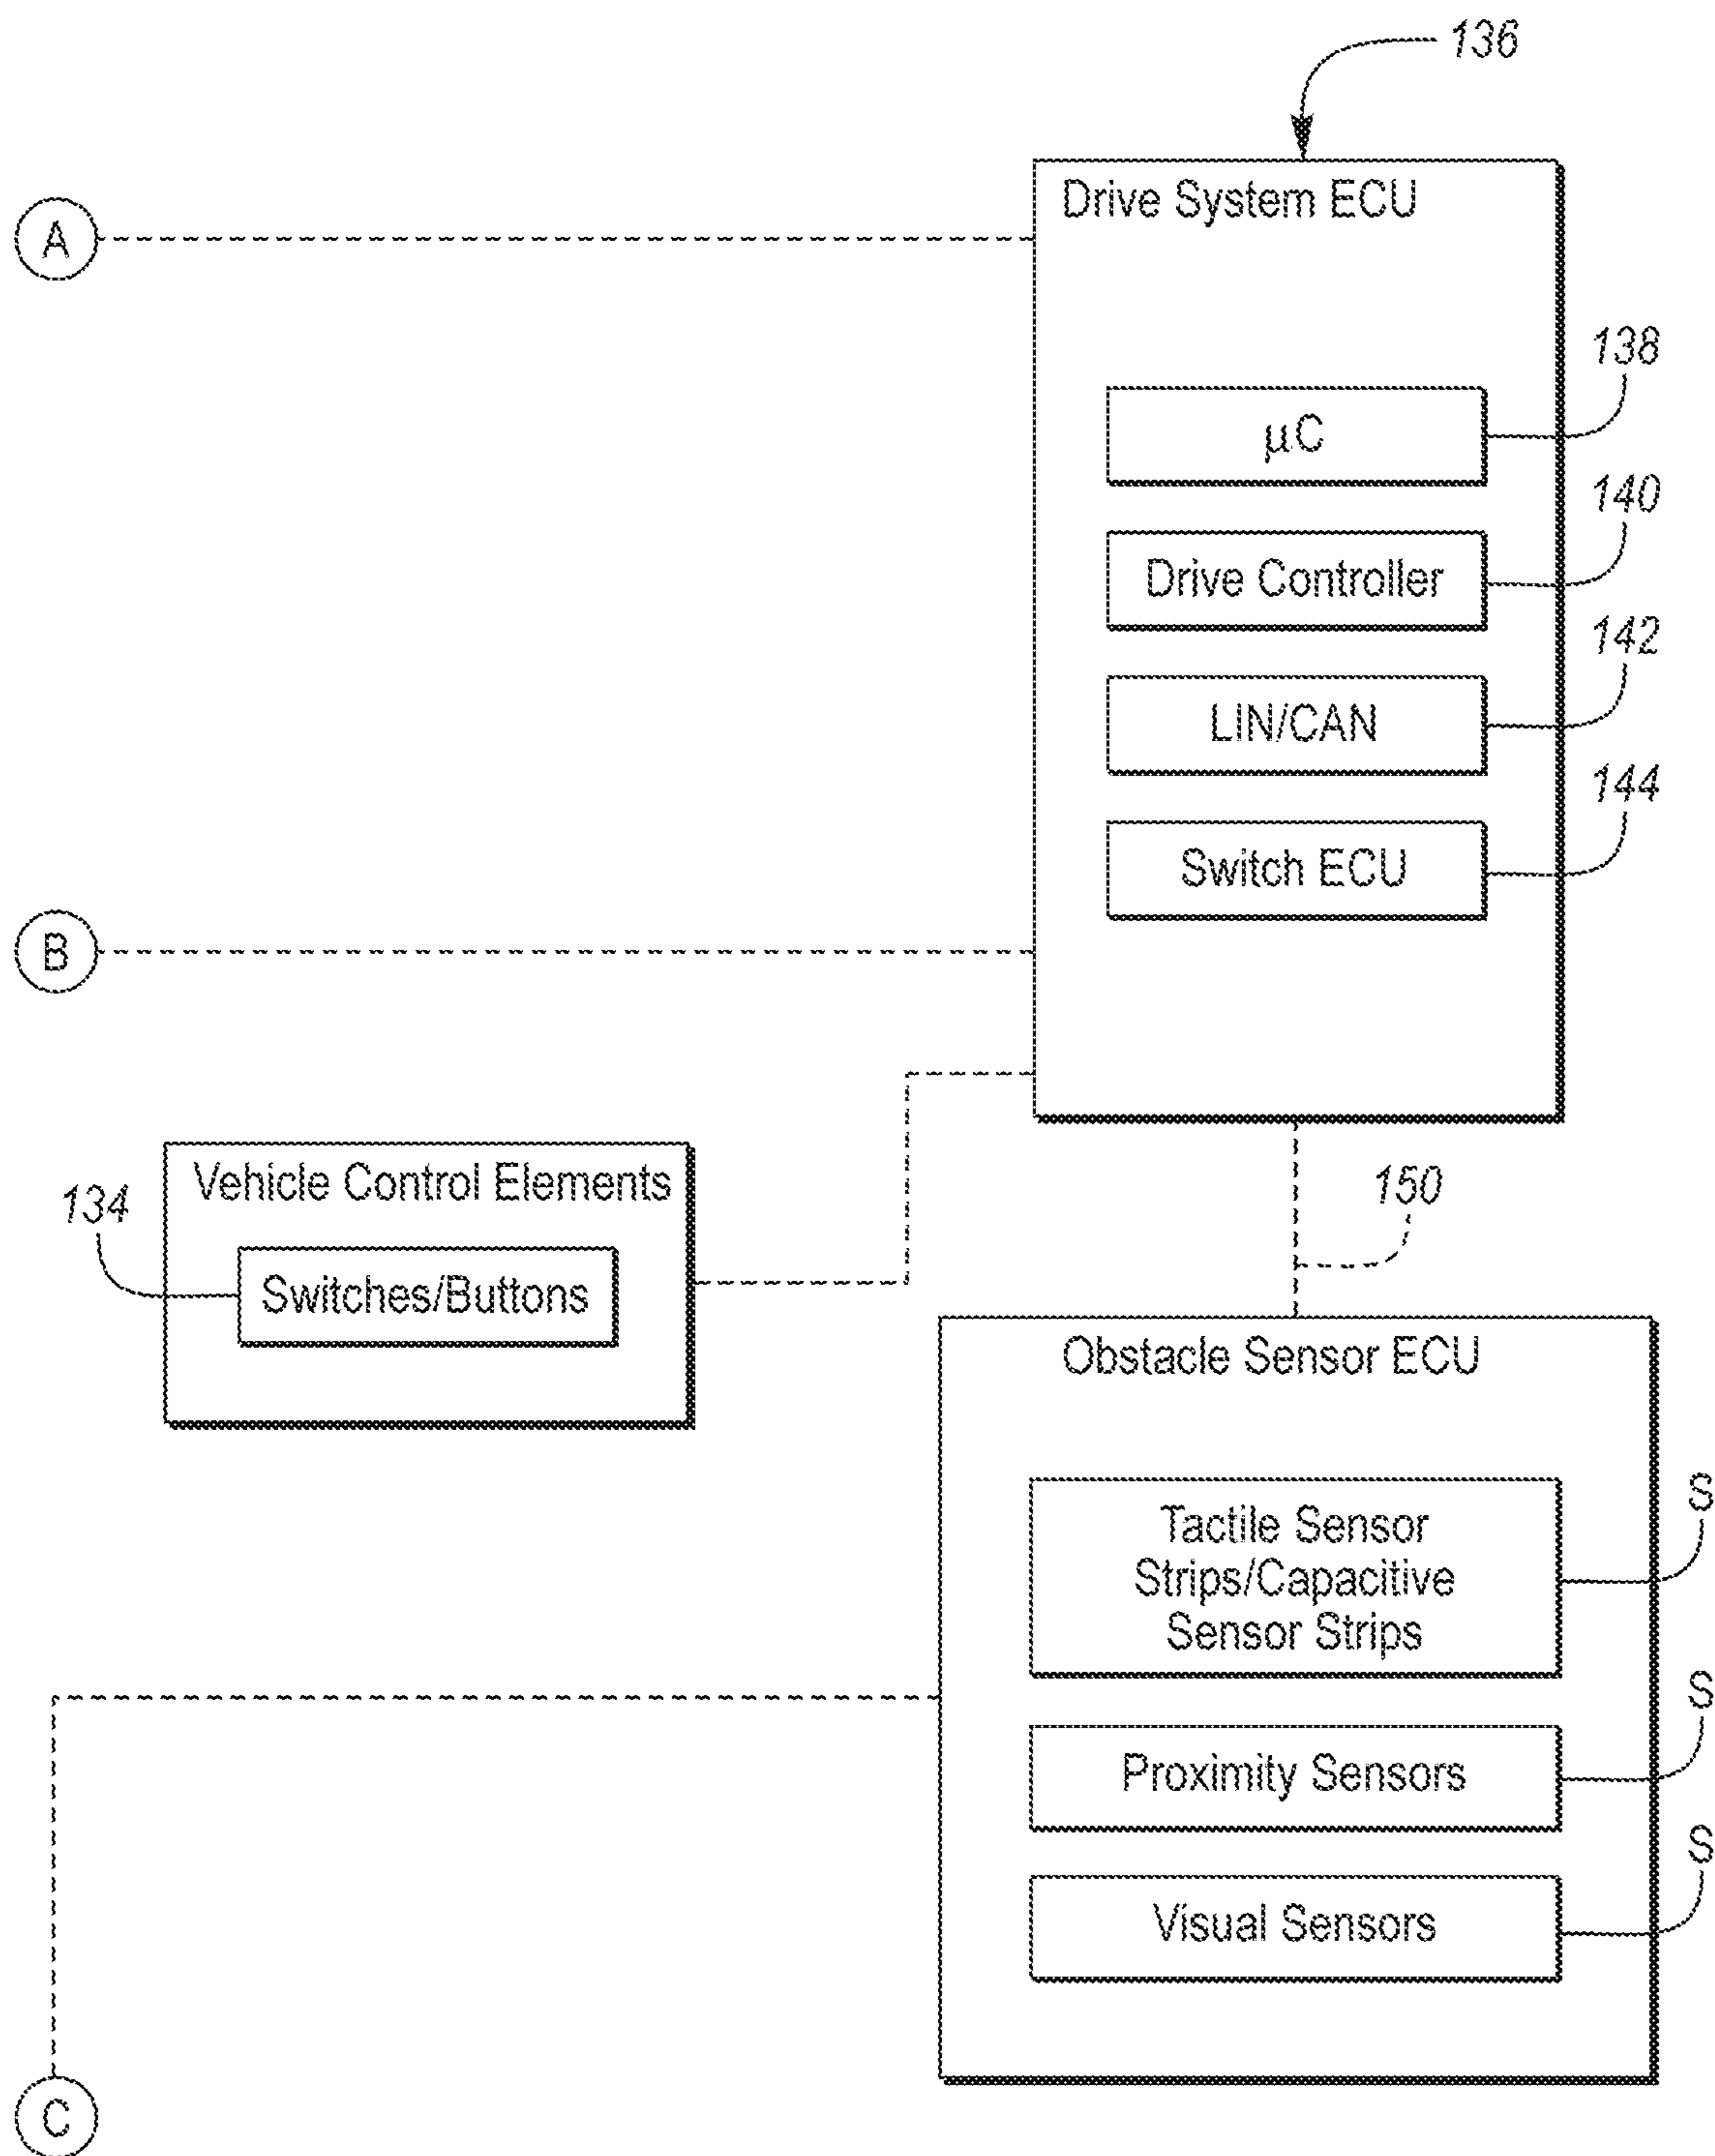 136
Drive System ECU
A
138
µC
140
Drive Controller
142
LIN/CAN
144
Switch ECU
B
Vehicle Control Elements
134
Switches/Buttons
150
Obstacle Sensor ECU
S
Tactile Sensor
Strips/Capacitive
Sensor Strips
S
Proximity Sensors
S
Visual Sensors
C